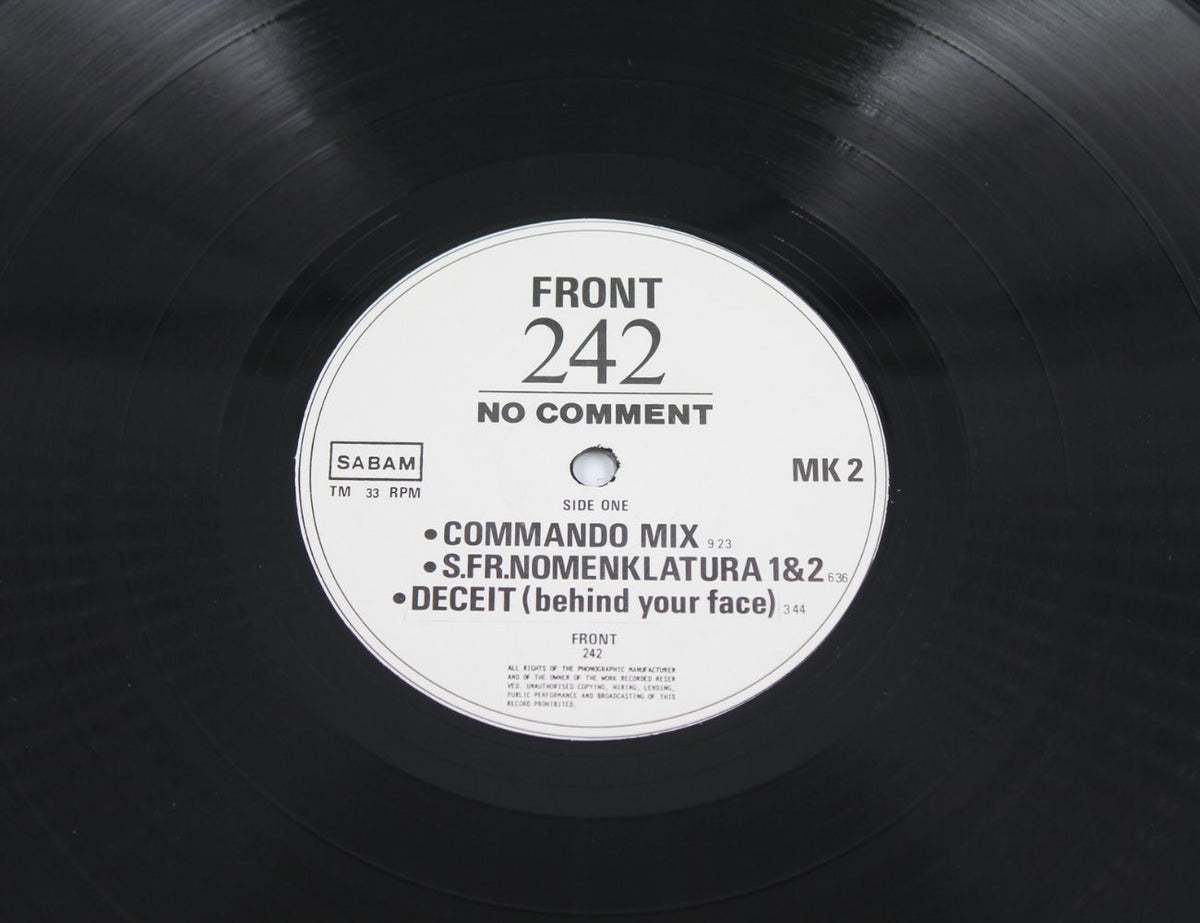 FRONT
242
NO COMMENT
SABAM
TM 33 RPM
MK 2
SIDE ONE
•COMMANDO MIX 9 23
•S.FR.NOMENKLATURA 1&2 6 36
•DECEIT (behind your face) 3 44
FRONT
242
ALL RIGHTS OF THE PHONOGRAPHIC MANUFACTURER
AND OF THE OWNER OF THE WORK RECORDED RESER
VED. UNAUTHORISED COPYING, HIRING, LENDING,
PUBLIC PERFORMANCE AND BROADCASTING OF THIS
RECORD PROHIBITED.